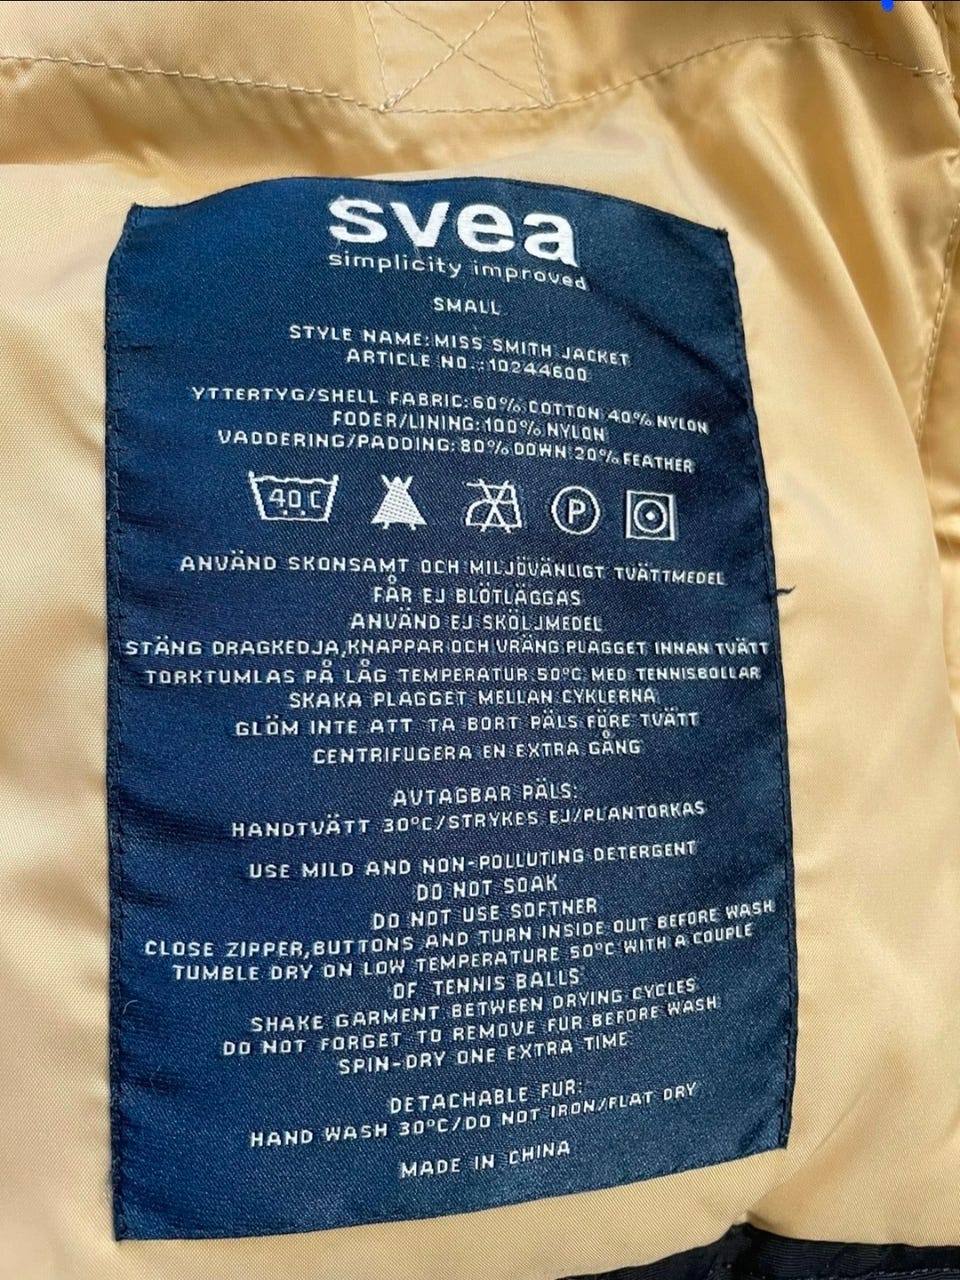 svea
simplicity improved
SMALL
STYLE NAME:MISS SMITH JACKET
ARTICLE NO.:10244600
YTTERTYG/SHELL FABRIC:60% COTTON 40% NYLON
FODER/LINING:100% NYLON
VADDERING/PADDING:80% DOWN 20% FEATHER
40 C P
ANVÄND SKONSAMT OCH MILJÖVÄNLIGT TVÄTTMEDEL
FÅR EJ BLÖTLÄGGAS
ANVÄND EJ SKÖLJMEDEL
STÄNG DRAGKEDJA,KNAPPAR OCH VRÄNG PLAGGET INNAN TVÄTT
TORKTUMLAS PÅ LÅG TEMPERATUR 50°C MED TENNISBOLLAR
SKAKA PLAGGET MELLAN CYKLERNA
GLÖM INTE ATT TA BORT PÄLS FÖRE TVÄTT
CENTRIFUGERA EN EXTRA GÅNG
AVTAGBAR PÄLS:
HANDTVÄTT 30°C/STRYKES EJ/PLANTORKAS
USE MILD AND NON-POLLUTING DETERGENT
DO NOT SOAK
DO NOT USE SOFTNER
CLOSE ZIPPER,BUTTONS AND TURN INSIDE OUT BEFORE WASH
TUMBLE DRY ON LOW TEMPERATURE 50°C WITH A COUPLE
OF TENNIS BALLS
SHAKE GARMENT BETWEEN DRYING CYCLES
DO NOT FORGET TO REMOVE FUR BEFORE WASH
SPIN-DRY ONE EXTRA TIME
DETACHABLE FUR:
HAND WASH 30°C/DO NOT IRON/FLAT DRY
MADE IN CHINA